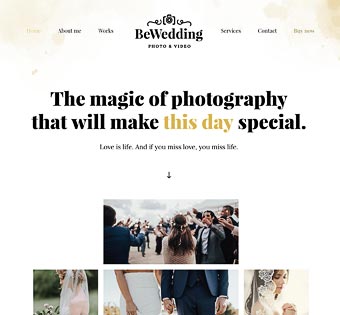 Home About me Works BeWedding Services Contact Buy now
PHOTO & VIDEO
The magic of photography
that will make this day special.
Love is life. And if you miss love, you miss life.
↓